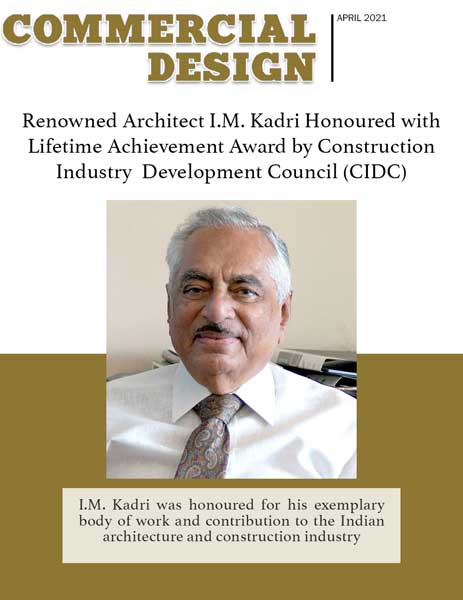 COMMERCIAL
DESIGN
APRIL 2021
Renowned Architect I.M. Kadri Honoured with
Lifetime Achievement Award by Construction
Industry Development Council (CIDC)
I.M. Kadri was honoured for his exemplary
body of work and contribution to the Indian
architecture and construction industry